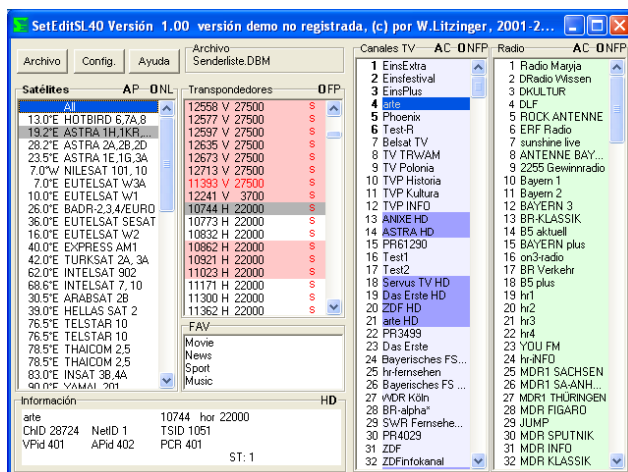 SetEditSL40 Versión 1.00 versión demo no registrada, (c) por W.Litzinger, 2001-2...
Archivo Config. Ayuda
Archivo
Senderliste.DBM
Satélites AP ONL
All
13.0°E HOTBIRD 6,7A,8
19.2°E ASTRA 1H,1KR,...
28.2°E ASTRA 2A,2B,2D
23.5°E ASTRA 1E,1G,3A
7.0°W NILESAT 101, 10
7.0°E EUTELSAT W3A
10.0°E EUTELSAT W1
26.0°E BADR-2,3,4/EURO
36.0°E EUTELSAT SESAT
16.0°E EUTELSAT W2
40.0°E EXPRESS AM1
42.0°E TURKSAT 2A, 3A
62.0°E INTELSAT 902
68.6°E INTELSAT 7, 10
30.5°E ARABSAT 2B
39.0°E HELLAS SAT 2
76.5°E TELSTAR 10
76.5°E TELSTAR 10
78.5°E THAICOM 2,5
78.5°E THAICOM 2,5
83.0°E INSAT 3B,4A
90.0°E YAMAL 201
Transpondedores OFP
12558 V 27500 S
12577 V 27500 S
12597 V 27500 S
12635 V 27500 S
12673 V 27500 S
12713 V 27500 S
11393 V 27500 S
12241 V 3700 S
10744 H 22000 S
10773 H 22000 S
10832 H 22000 S
10862 H 22000 S
10921 H 22000 S
11023 H 22000 S
11171 H 22000 S
11300 H 22000 S
11362 H 22000 S
FAV
Movie
News
Sport
Music
Información HD
arte 10744 hor 22000
ChID 28724 NetID 1 TSID 1051
VPid 401 APid 402 PCR 401
ST: 1
Canales TV AC ONFP
1 EinsExtra
2 Einsfestival
3 EinsPlus
4 arte
5 Phoenix
6 Test-R
7 Belsat TV
8 TV TRWAM
9 TV Polonia
10 TVP Historia
11 TVP Kultura
12 TVP INFO
13 ANIXE HD
14 ASTRA HD
15 PR61290
16 Test1
17 Test2
18 Servus TV HD
19 Das Erste HD
20 ZDF HD
21 arte HD
22 PR3499
23 Das Erste
24 Bayerisches FS...
25 hr-fernsehen
26 Bayerisches FS ...
27 WDR Köln
28 BR-alpha*
29 SWR Fernsehe...
30 PR4029
31 ZDF
32 ZDFinfokanal
Radio AC ONFP
1 Radio Maryja
2 DRadio Wissen
3 DKULTUR
4 DLF
5 ROCK ANTENNE
6 ERF Radio
7 sunshine live
8 ANTENNE BAY...
9 2255 Gewinnradio
10 Bayern 1
11 Bayern 2
12 BAYERN 3
13 BR-KLASSIK
14 B5 aktuell
15 BAYERN plus
16 on3-radio
17 BR Verkehr
18 B5 plus
19 hr1
20 hr2
21 hr3
22 hr4
23 YOU FM
24 hr-iNFO
25 MDR1 SACHSEN
26 MDR1 SA-ANH...
27 MDR1 THÜRINGEN
28 MDR FIGARO
29 JUMP
30 MDR SPUTNIK
31 MDR INFO
32 MDR KLASSIK